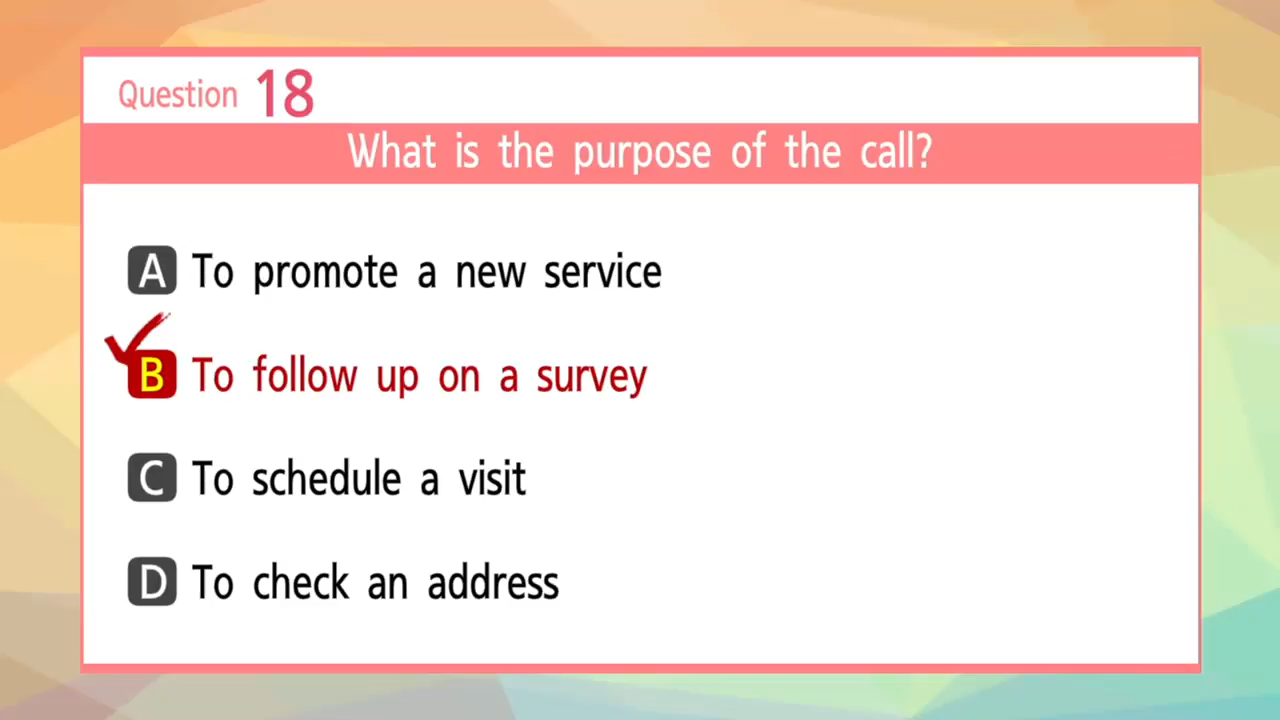 Question 18
What is the purpose of the call?
A To promote a new service
B To follow up on a survey
C To schedule a visit
D To check an address